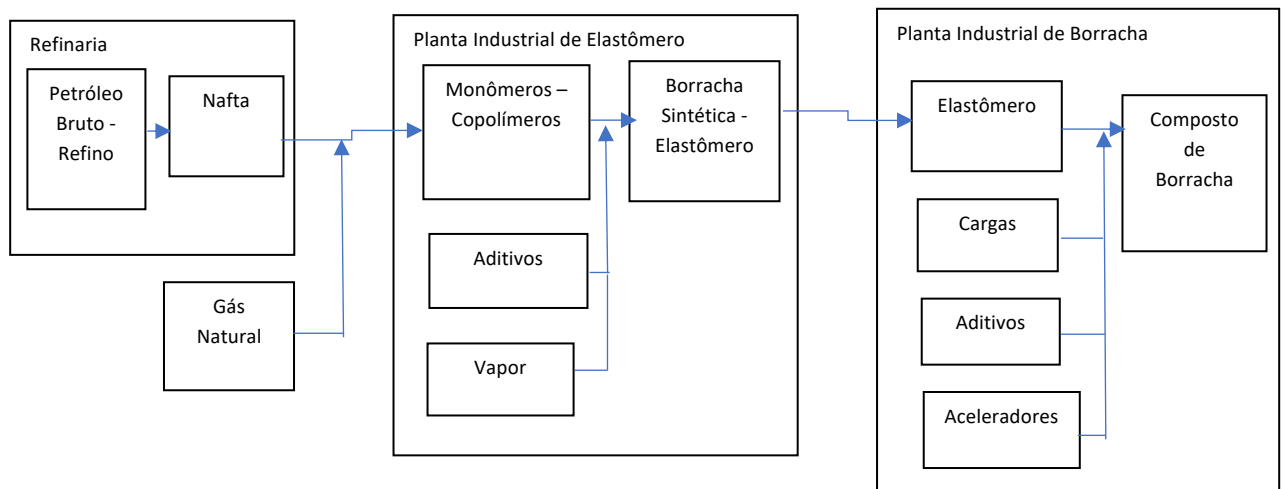 Refinaria
Petróleo
Bruto -
Refino
Nafta
Gás
Natural
Planta Industrial de Elastômero
Monômeros –
Copolímeros
Borracha
Sintética -
Elastômero
Aditivos
Vapor
Planta Industrial de Borracha
Elastômero
Composto
de
Borracha
Cargas
Aditivos
Aceleradores